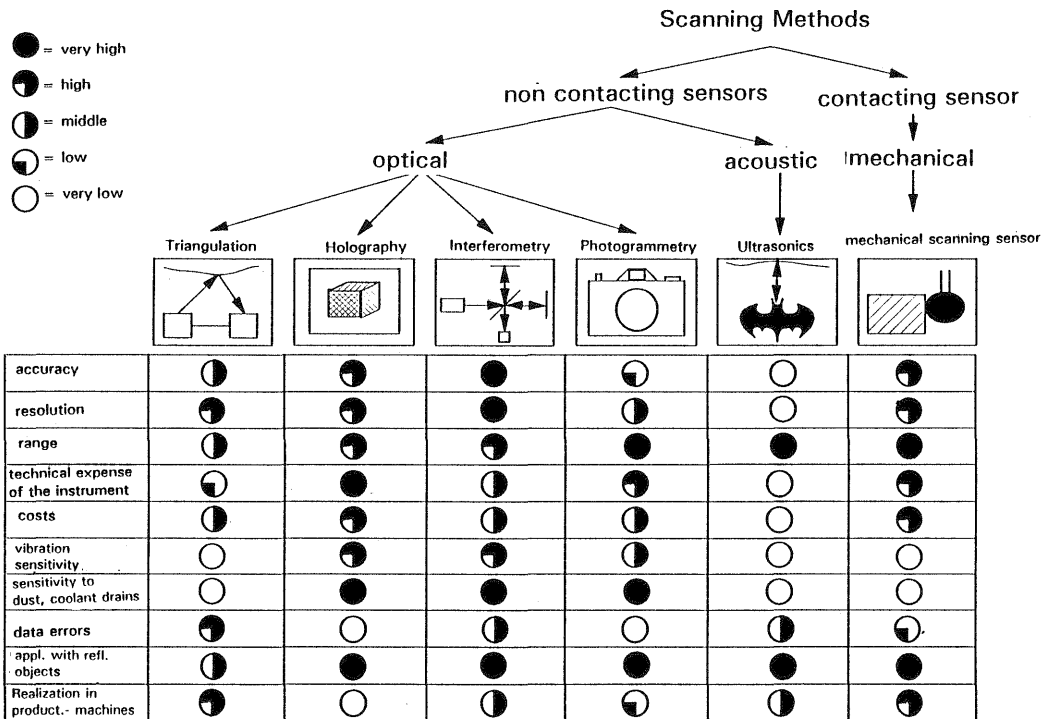 Scanning Methods
= very high
= high
= middle
= low
= very low
non contacting sensors
contacting sensor
optical
acoustic
mechanical
Triangulation
Holography
Interferometry
Photogrammetry
Ultrasonics
mechanical scanning sensor
accuracy
resolution
range
technical expense
of the instrument
costs
vibration
sensitivity
sensitivity to
dust, coolant drains
data errors
appl. with refl.
objects
Realization in
product.- machines